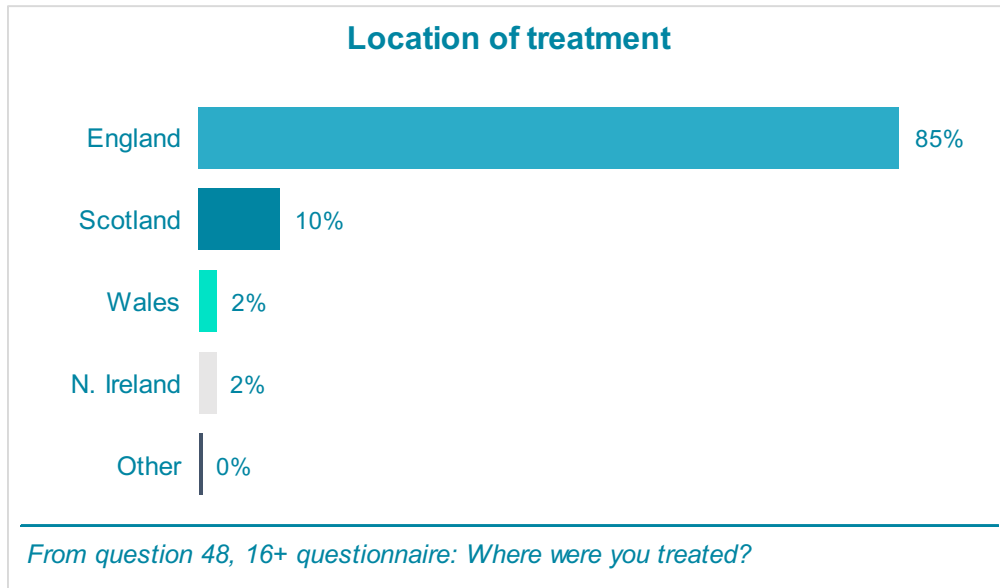 Location of treatment
England 85%
Scotland 10%
Wales 2%
N. Ireland 2%
Other 0%
From question 48, 16+ questionnaire: Where were you treated?